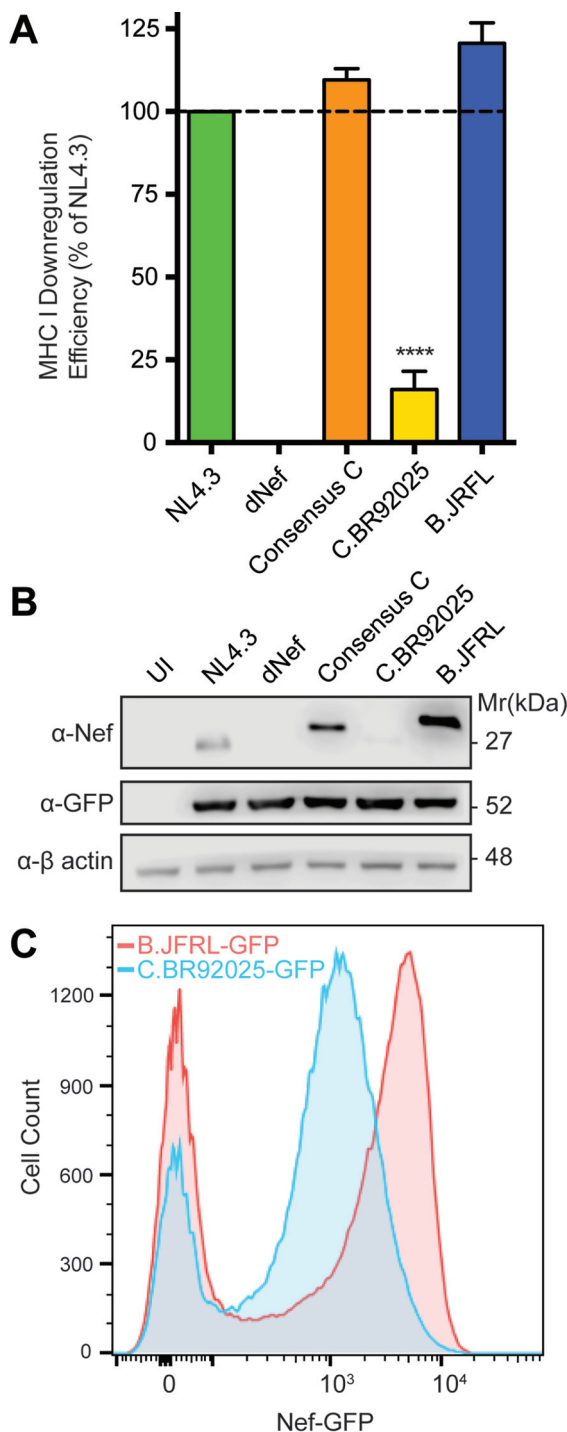 A
MHC I Downregulation
Efficiency (% of NL4.3)
125
100
75
50
25
0
****
NL4.3
dNef
Consensus C
C.BR92025
B.JRFL
B
UI
NL4.3
dNef
Consensus C
C.BR92025
B.JFRL
Mr(kDa)
α-Nef
27
α-GFP
52
α-β actin
48
C
B.JFRL-GFP
C.BR92025-GFP
Cell Count
1200
900
600
300
0
0
10³
10⁴
Nef-GFP